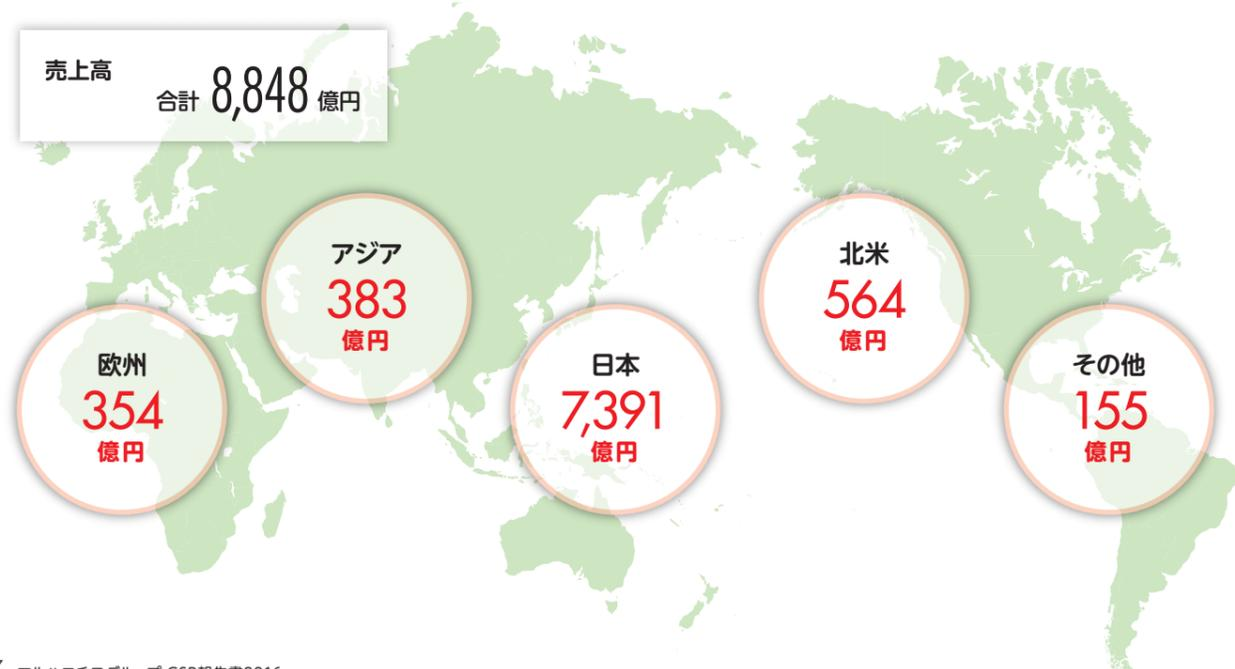 売上高
合計 8,848 億円
アジア
383
億円
北米
564
億円
欧州
354
億円
日本
7,391
億円
その他
155
億円